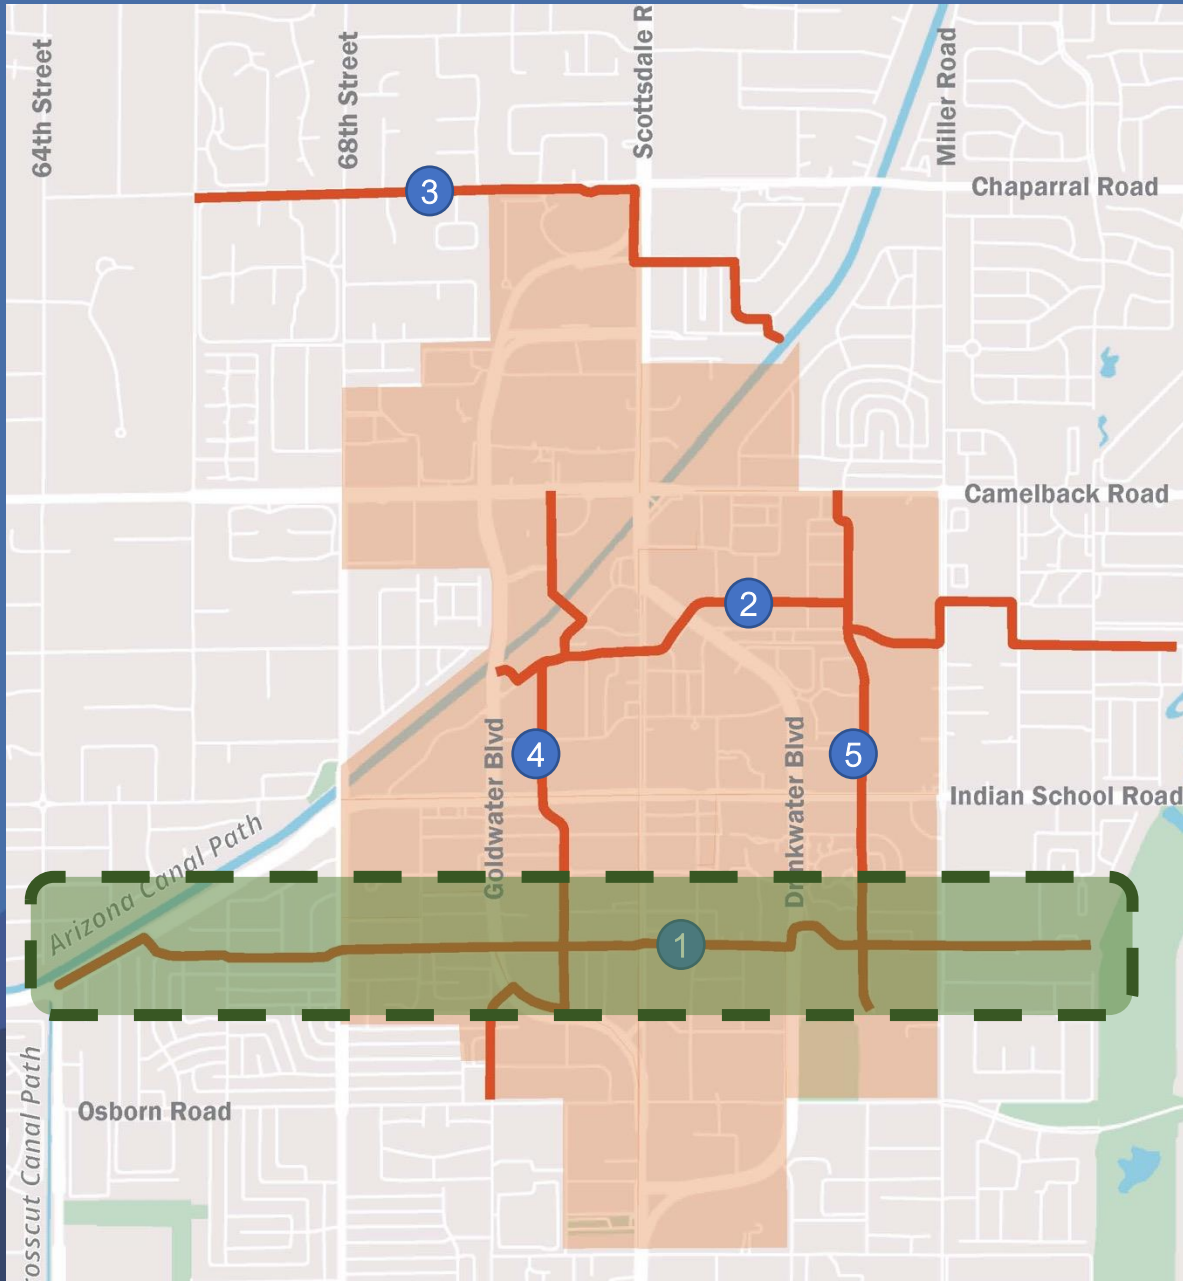 64th Street
68th Street
Scottsdale R
Miller Road
Chaparral Road
3
Camelback Road
2
Goldwater Blvd
4
Drinkwater Blvd
5
Indian School Road
Arizona Canal Path
1
Osborn Road
rosscut Canal Path